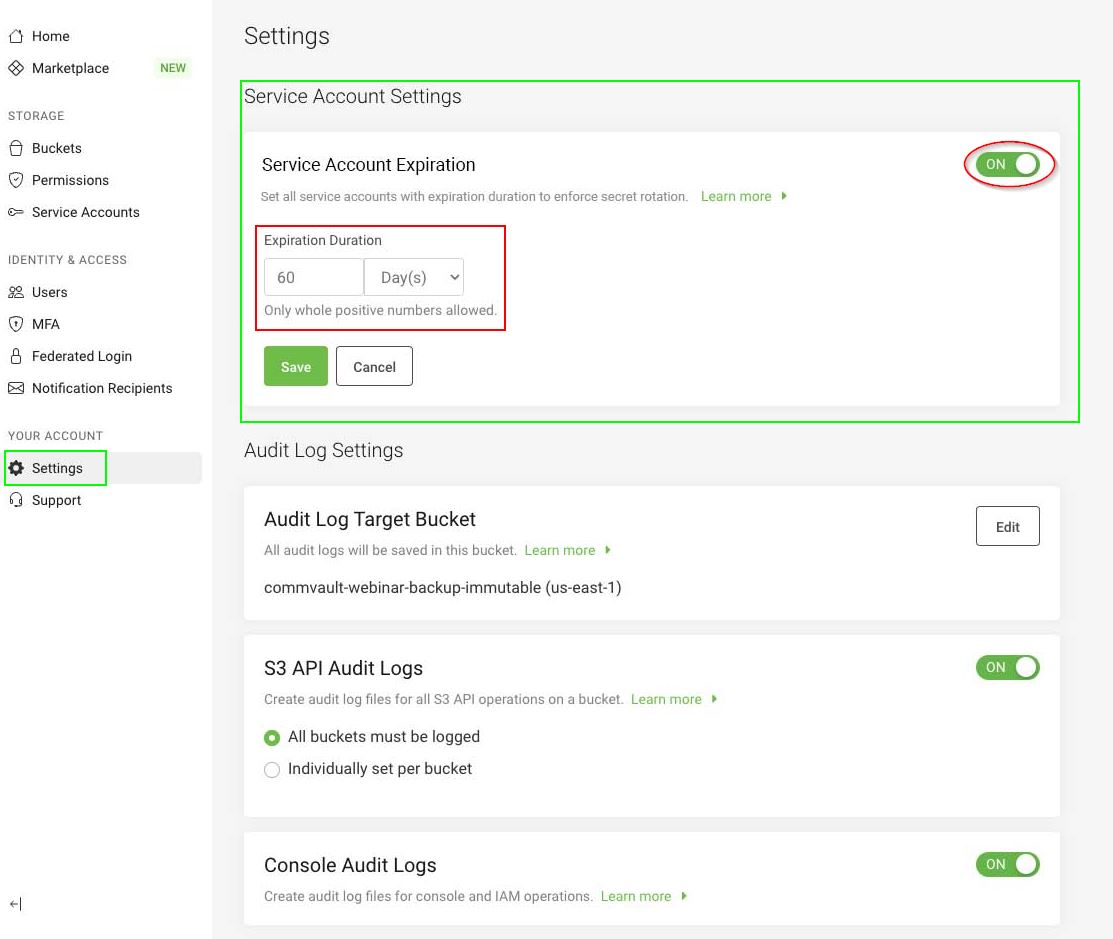 Home
Marketplace NEW
STORAGE
Buckets
Permissions
Service Accounts
IDENTITY & ACCESS
Users
MFA
Federated Login
Notification Recipients
YOUR ACCOUNT
Settings
Support
Settings
Service Account Settings
Service Account Expiration
ON
Set all service accounts with expiration duration to enforce secret rotation. Learn more
Expiration Duration
60 Day(s)
Only whole positive numbers allowed.
Save Cancel
Audit Log Settings
Audit Log Target Bucket
Edit
All audit logs will be saved in this bucket. Learn more
commvault-webinar-backup-immutable (us-east-1)
S3 API Audit Logs
ON
Create audit log files for all S3 API operations on a bucket. Learn more
All buckets must be logged
Individually set per bucket
Console Audit Logs
ON
Create audit log files for console and IAM operations. Learn more